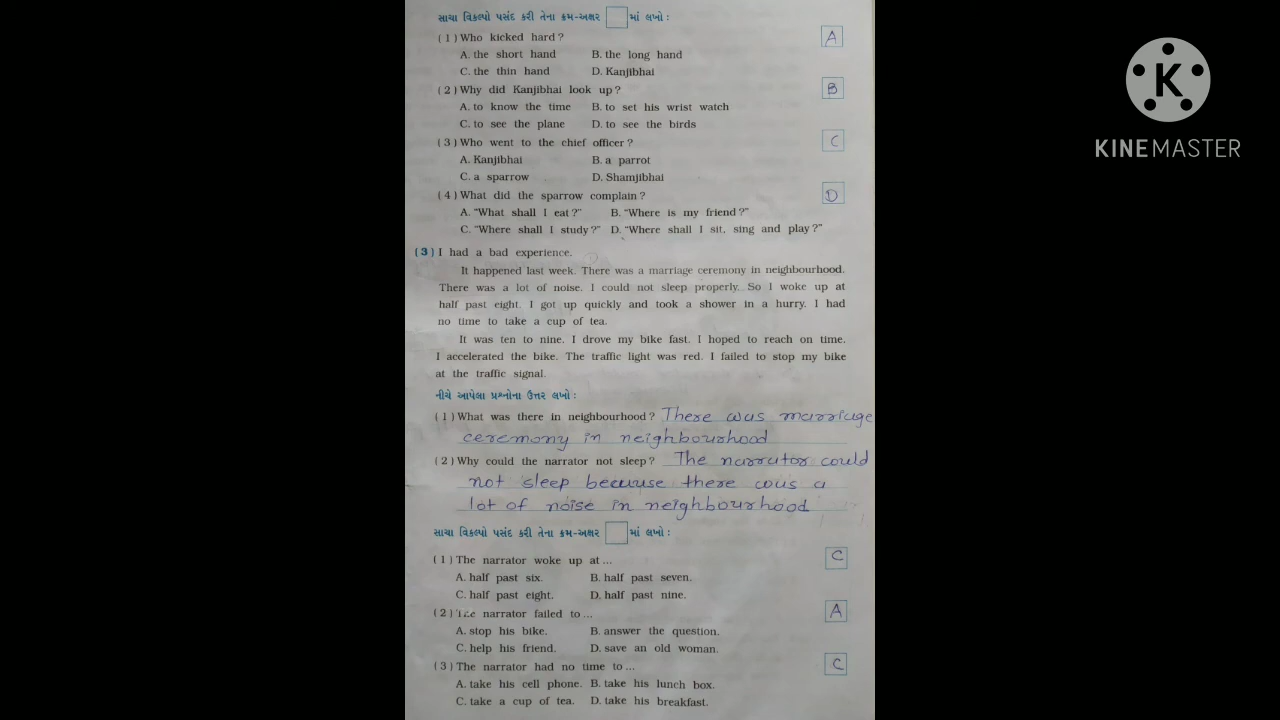 સાચા વિકલ્પો પસંદ કરી તેના ક્રમ-અક્ષર માં લખો :
( 1 ) Who kicked hard ? A
A. the short hand B. the long hand
C. the thin hand D. Kanjibhai
( 2 ) Why did Kanjibhai look up ? B
A. to know the time B. to set his wrist watch
C. to see the plane D. to see the birds
( 3 ) Who went to the chief officer ? C
A. Kanjibhai B. a parrot
C. a sparrow D. Shamjibhai
( 4 ) What did the sparrow complain ? D
A. "What shall I eat ?" B. "Where is my friend ?"
C. "Where shall I study ?" D. "Where shall I sit, sing and play ?"
( 3 ) I had a bad experience.
It happened last week. There was a marriage ceremony in neighbourhood.
There was a lot of noise. I could not sleep properly. So I woke up at
half past eight. I got up quickly and took a shower in a hurry. I had
no time to take a cup of tea.
It was ten to nine. I drove my bike fast. I hoped to reach on time.
I accelerated the bike. The traffic light was red. I failed to stop my bike
at the traffic signal.
નીચે આપેલા પ્રશ્નોના ઉત્તર લખો :
( 1 ) What was there in neighbourhood ? There was marriage
ceremony in neighbourhood
( 2 ) Why could the narrator not sleep ? The narrator could
not sleep because there was a
lot of noise in neighbourhood
સાચા વિકલ્પો પસંદ કરી તેના ક્રમ-અક્ષર માં લખો :
( 1 ) The narrator woke up at ... C
A. half past six. B. half past seven.
C. half past eight. D. half past nine.
( 2 ) The narrator failed to ... A
A. stop his bike. B. answer the question.
C. help his friend. D. save an old woman.
( 3 ) The narrator had no time to ... C
A. take his cell phone. B. take his lunch box.
C. take a cup of tea. D. take his breakfast.
K
KINEMASTER